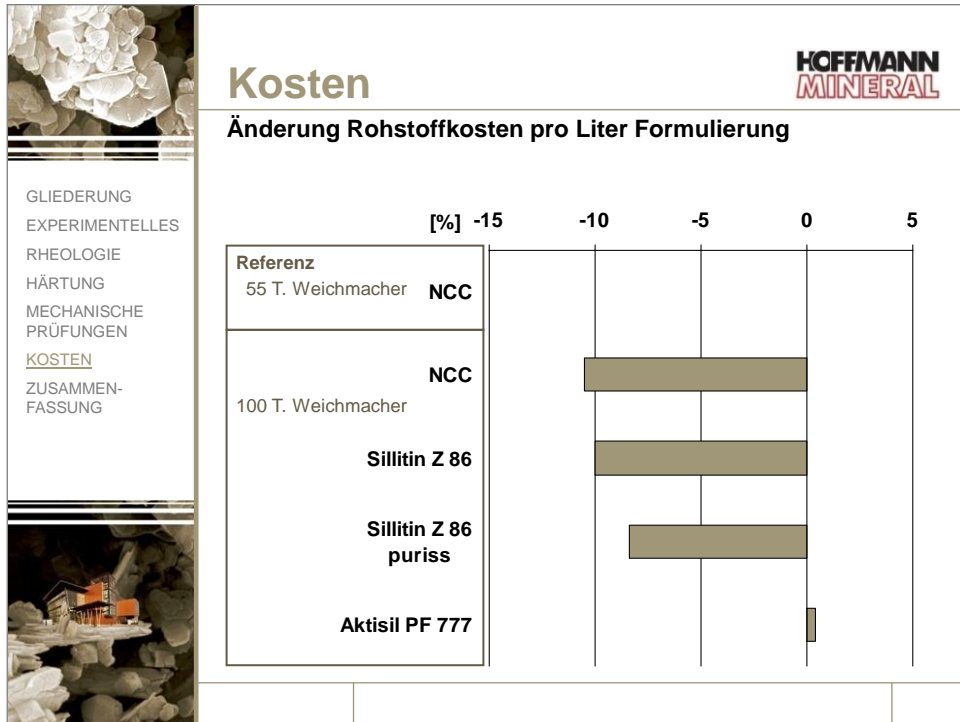 Kosten
HOFFMANN
MINERAL
Änderung Rohstoffkosten pro Liter Formulierung
GLIEDERUNG
EXPERIMENTELLES
RHEOLOGIE
HÄRTUNG
MECHANISCHE
PRÜFUNGEN
KOSTEN
ZUSAMMEN-
FASSUNG
[%] -15 -10 -5 0 5
Referenz
55 T. Weichmacher NCC
NCC
100 T. Weichmacher
Sillitin Z 86
Sillitin Z 86
puriss
Aktisil PF 777